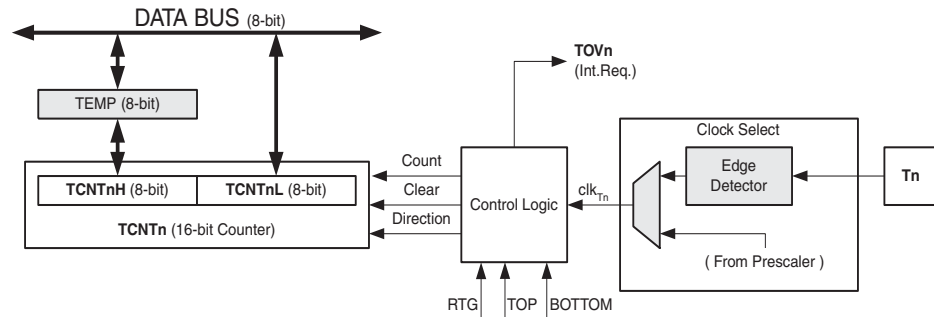 DATA BUS (8-bit)
TOVn
(Int.Req.)
TEMP (8-bit)
Clock Select
Count
Edge
Detector
Tn
TCNTnH (8-bit) TCNTnL (8-bit)
Clear
Control Logic
clkTn
TCNTn (16-bit Counter)
Direction
( From Prescaler )
RTG TOP BOTTOM